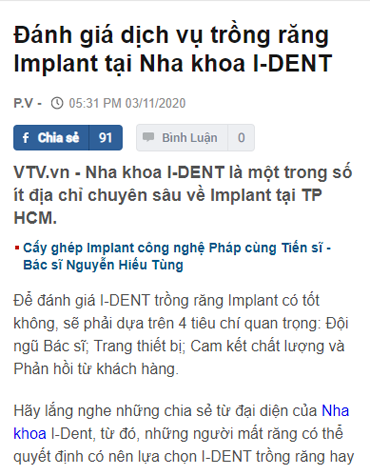 Đánh giá dịch vụ trồng răng
Implant tại Nha khoa I-DENT
P.V - 05:31 PM 03/11/2020
f Chia sẻ 91 Bình Luận 0
VTV.vn - Nha khoa I-DENT là một trong số
ít địa chỉ chuyên sâu về Implant tại TP
HCM.
Cấy ghép Implant công nghệ Pháp cùng Tiến sĩ -
Bác sĩ Nguyễn Hiếu Tùng
Để đánh giá I-DENT trồng răng Implant có tốt
không, sẽ phải dựa trên 4 tiêu chí quan trọng: Đội
ngũ Bác sĩ; Trang thiết bị; Cam kết chất lượng và
Phản hồi từ khách hàng.
Hãy lắng nghe những chia sẻ từ đại diện của Nha
khoa I-Dent, từ đó, những người mất răng có thể
quyết định có nên lựa chọn I-DENT trồng răng hay